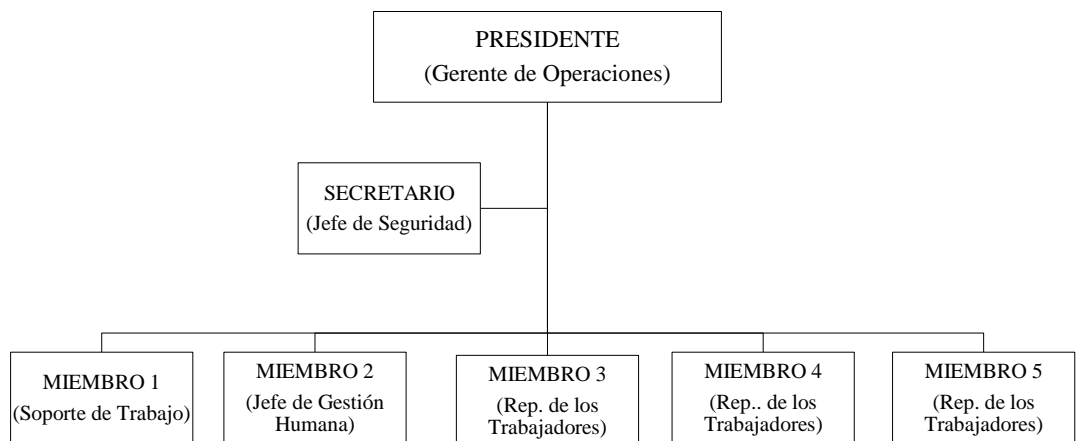 PRESIDENTE
(Gerente de Operaciones)
SECRETARIO
(Jefe de Seguridad)
MIEMBRO 1
(Soporte de Trabajo)
MIEMBRO 2
(Jefe de Gestión
Humana)
MIEMBRO 3
(Rep. de los
Trabajadores)
MIEMBRO 4
(Rep.. de los
Trabajadores)
MIEMBRO 5
(Rep. de los
Trabajadores)